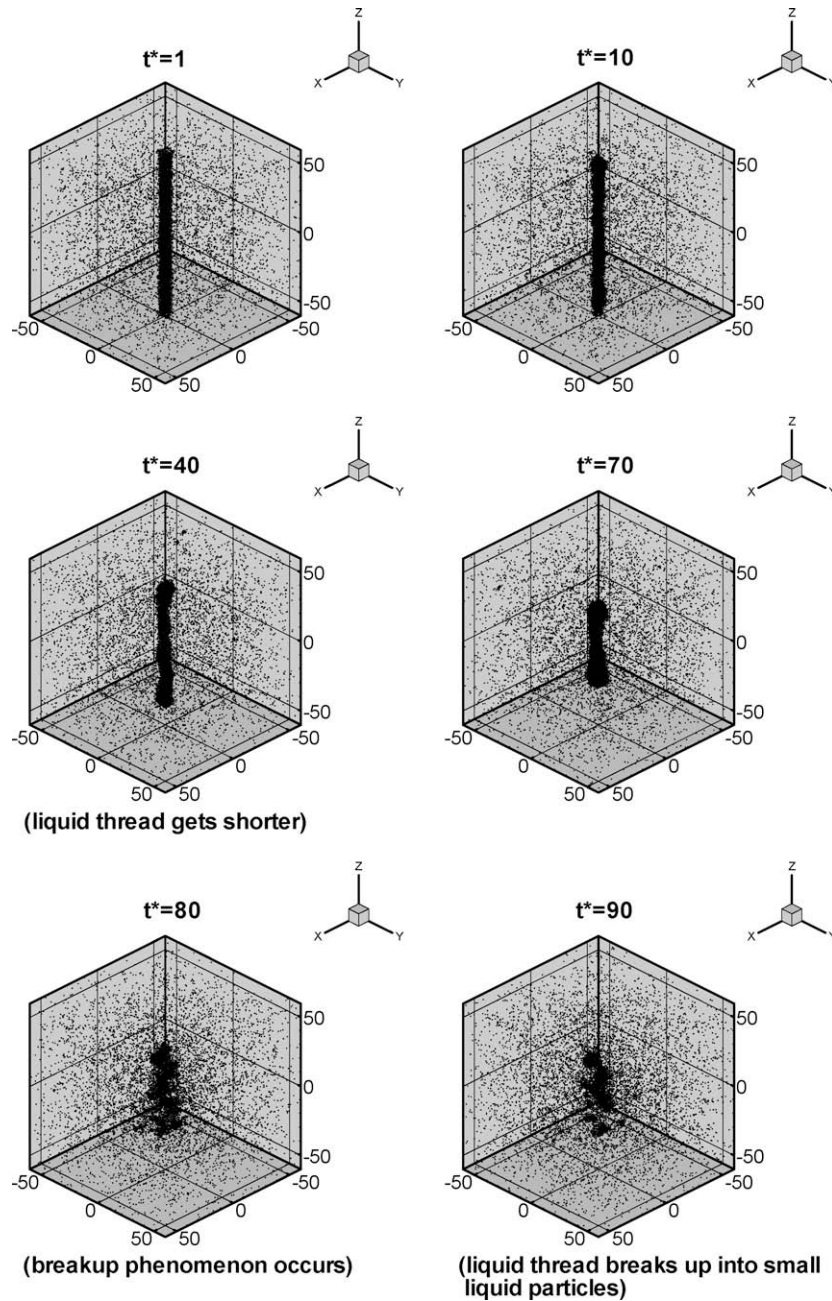 Z
X
Y
t*=1
50
0
-50
-50
0
50
50
0
-50
Z
X
Y
t*=10
50
0
-50
-50
0
50
50
0
-50
Z
X
Y
t*=40
50
0
-50
-50
0
50
50
0
-50
(liquid thread gets shorter)
Z
X
Y
t*=70
50
0
-50
-50
0
50
50
0
-50
Z
X
Y
t*=80
50
0
-50
-50
0
50
50
0
-50
(breakup phenomenon occurs)
Z
X
Y
t*=90
50
0
-50
-50
0
50
50
0
-50
(liquid thread breaks up into small
liquid particles)